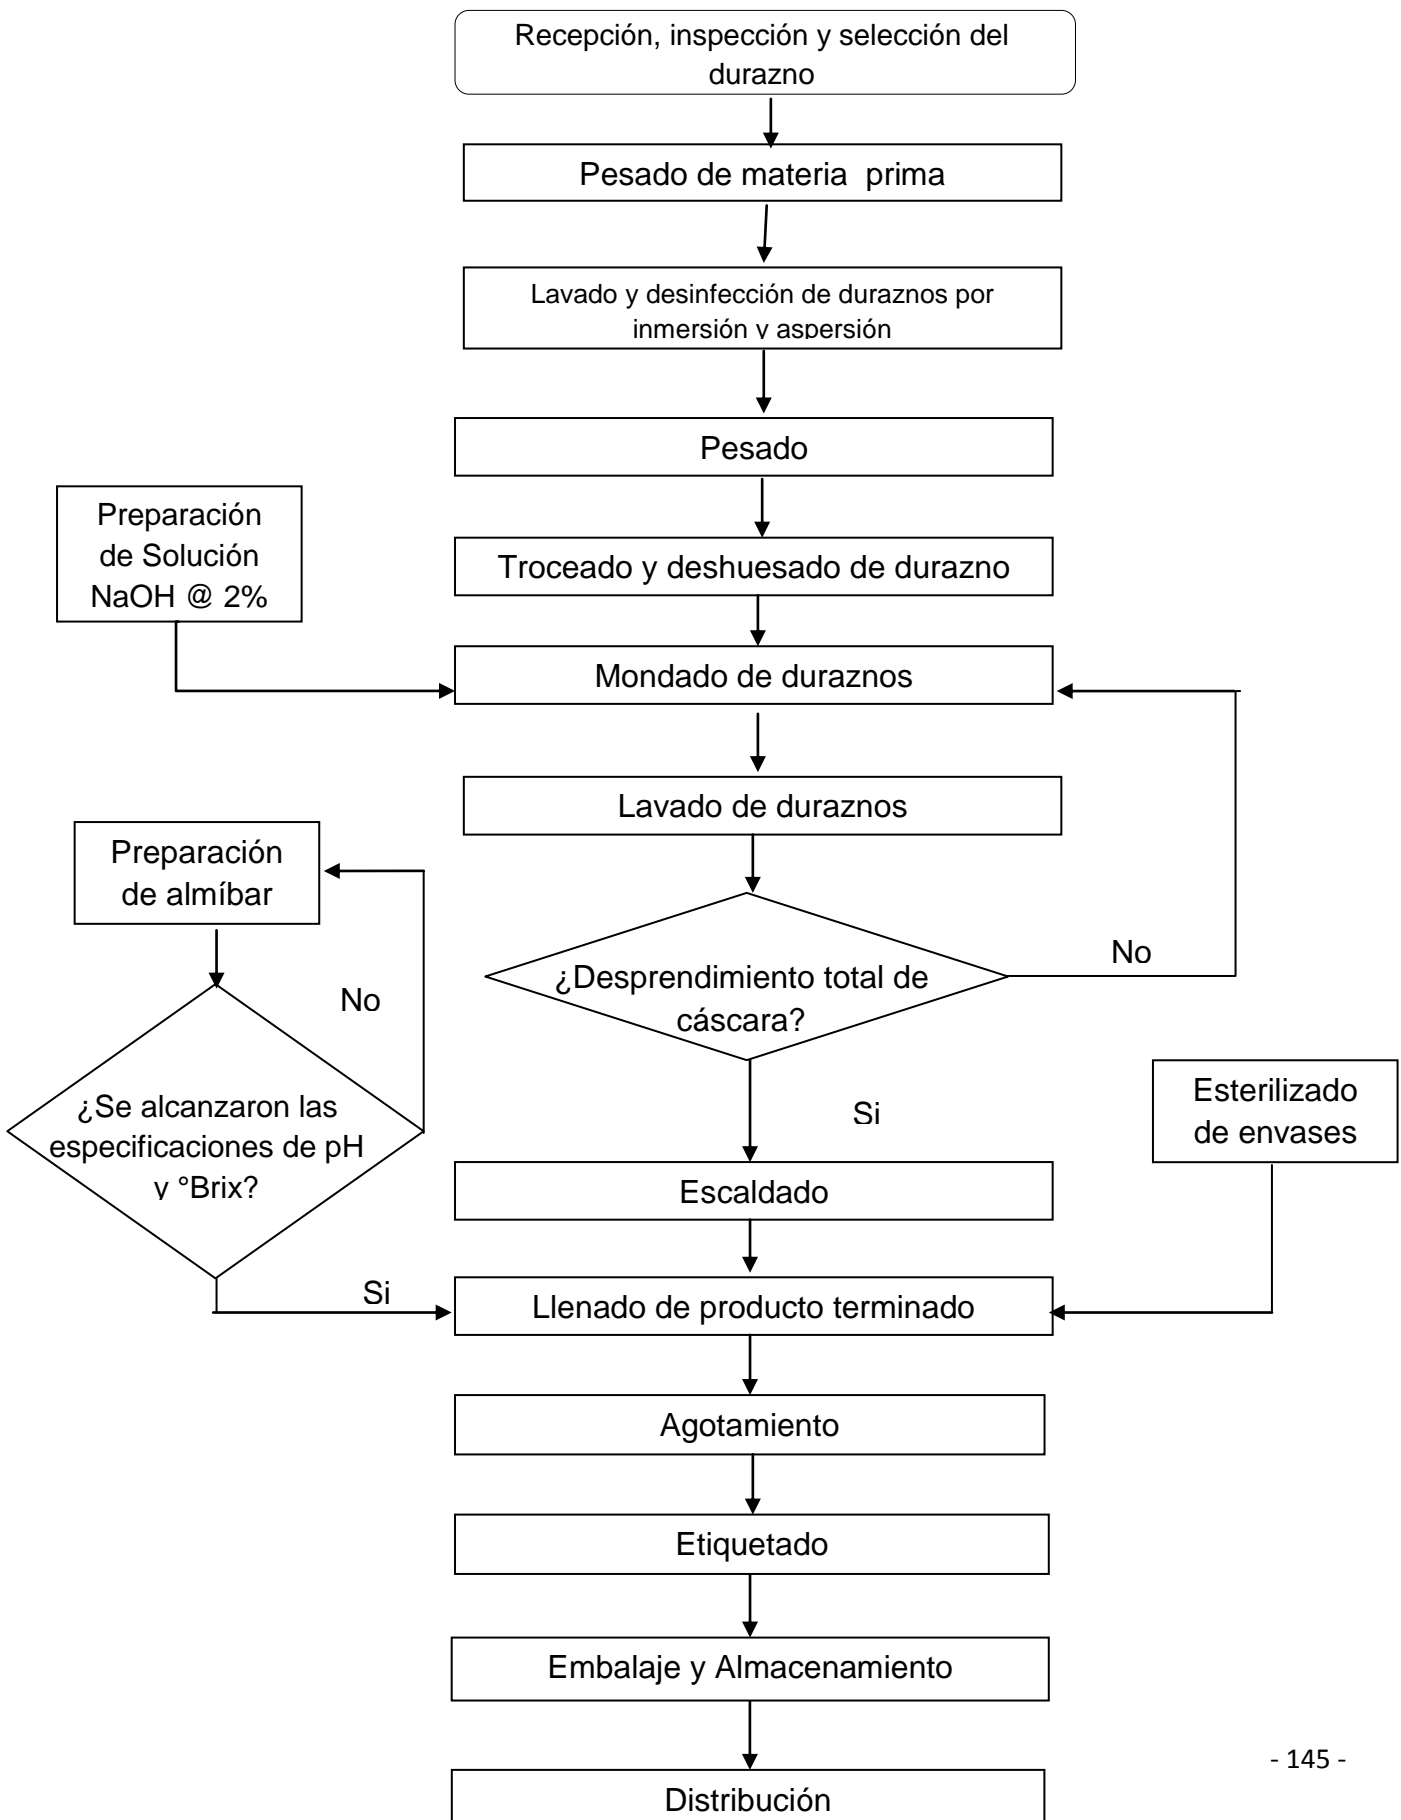 Recepción, inspección y selección del
durazno
Pesado de materia prima
Lavado y desinfección de duraznos por
inmersión y aspersión
Pesado
Preparación
de Solución
NaOH @ 2%
Troceado y deshuesado de durazno
Mondado de duraznos
Lavado de duraznos
Preparación
de almíbar
No
¿Desprendimiento total de
cáscara?
No
¿Se alcanzaron las
especificaciones de pH
y °Brix?
Si
Esterilizado
de envases
Escaldado
Si
Llenado de producto terminado
Agotamiento
Etiquetado
Embalaje y Almacenamiento
- 145 -
Distribución